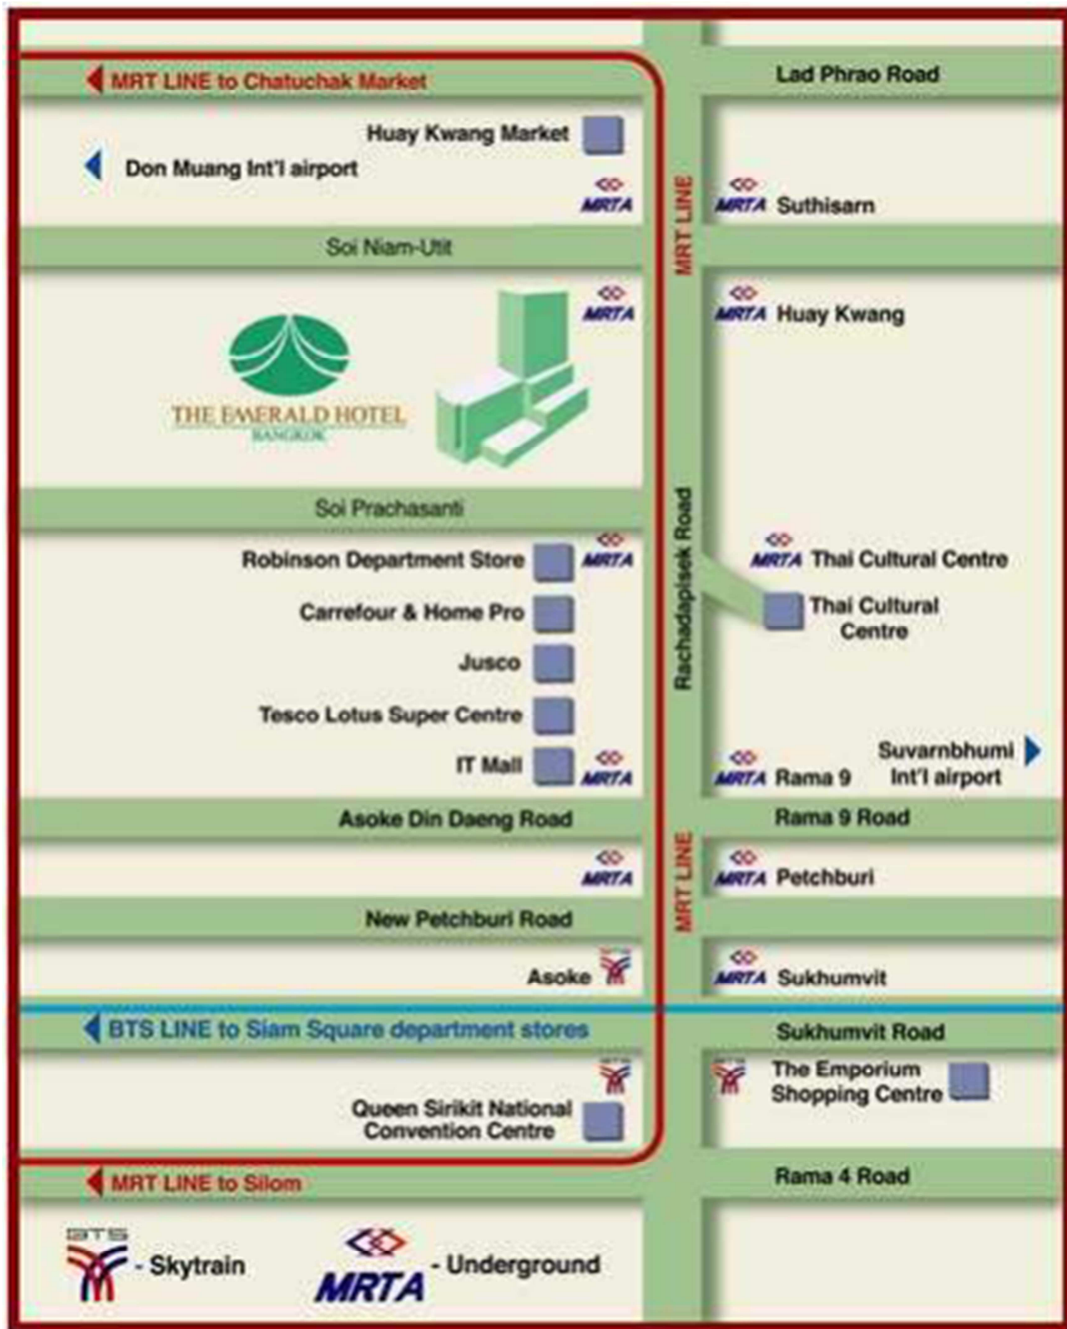 MRT LINE to Chatuchak Market
Lad Phrao Road
Huay Kwang Market
Don Muang Int'l airport
MRTA
MRT LINE
MRTA Suthisarn
Soi Niam-Utit
MRTA
MRTA Huay Kwang
THE EMERALD HOTEL
BANGKOK
Soi Prachasanti
Rachadapisek Road
Robinson Department Store
MRTA
MRTA Thai Cultural Centre
Carrefour & Home Pro
Thai Cultural
Centre
Jusco
Tesco Lotus Super Centre
IT Mall
MRTA
MRTA Rama 9
Suvarnbhumi
Int'l airport
Asoke Din Daeng Road
Rama 9 Road
MRT LINE
MRTA
MRTA Petchburi
New Petchburi Road
Asoke
MRTA Sukhumvit
BTS LINE to Siam Square department stores
Sukhumvit Road
BTS
BTS
The Emporium
Shopping Centre
Queen Sirikit National
Convention Centre
MRT LINE to Silom
Rama 4 Road
BTS
- Skytrain
MRTA
- Underground